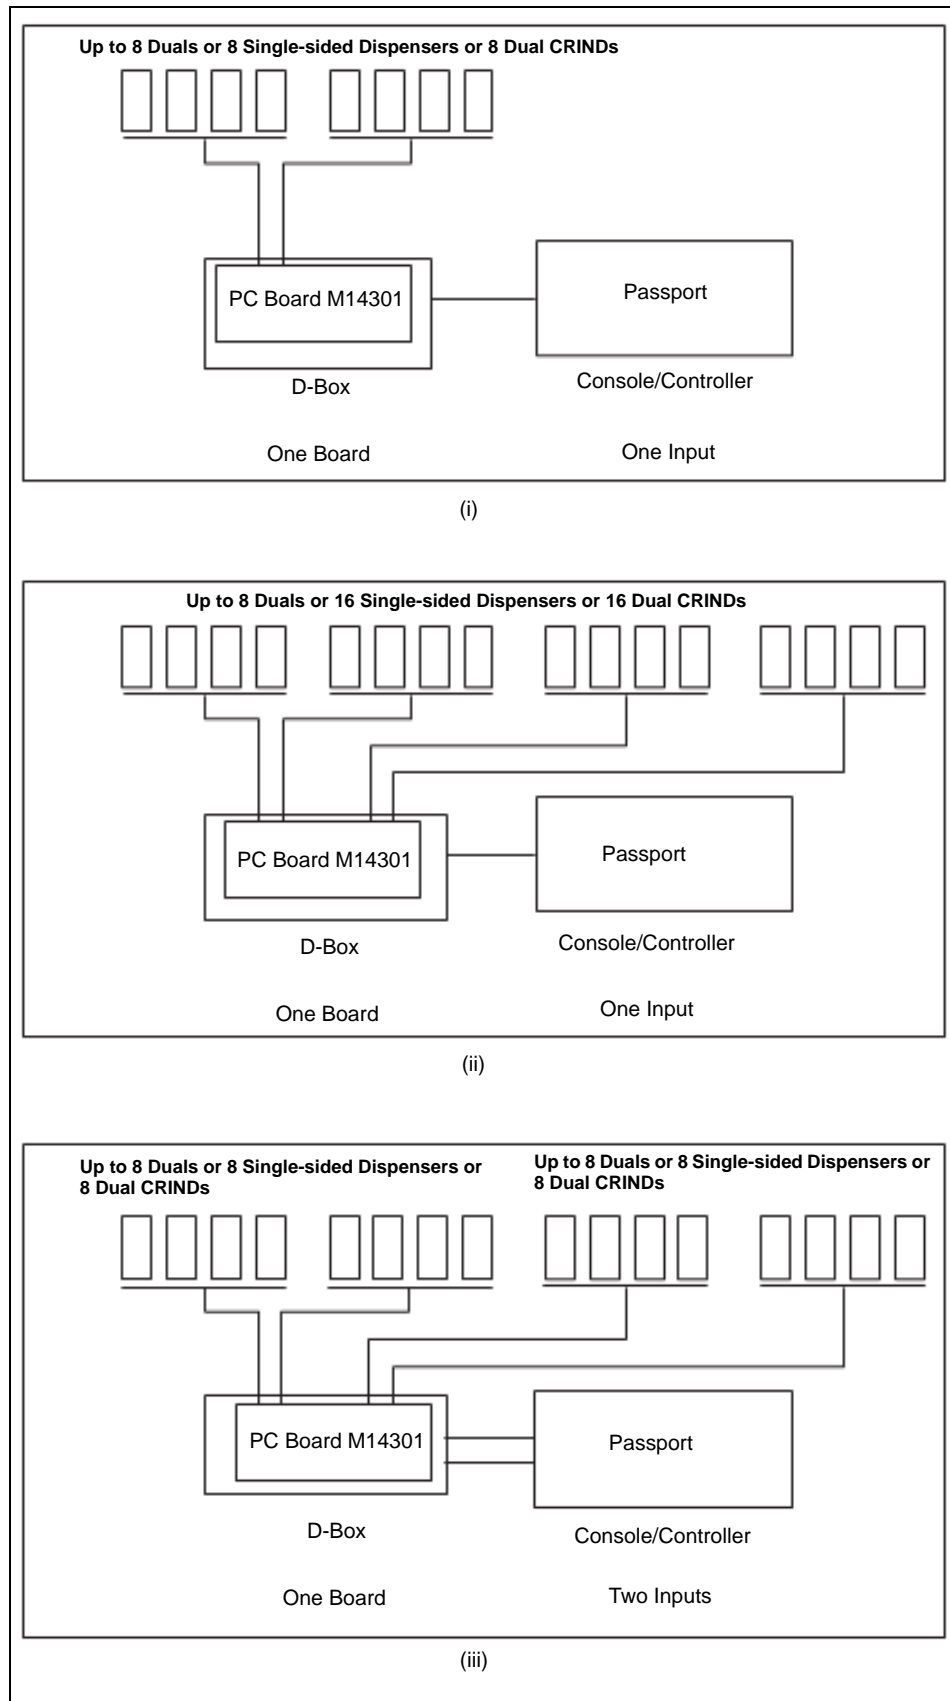 Up to 8 Duals or 8 Single-sided Dispensers or 8 Dual CRINDs
PC Board M14301
Passport
D-Box
Console/Controller
One Board
One Input
(i)
Up to 8 Duals or 16 Single-sided Dispensers or 16 Dual CRINDs
PC Board M14301
Passport
D-Box
Console/Controller
One Board
One Input
(ii)
Up to 8 Duals or 8 Single-sided Dispensers or
8 Dual CRINDs
Up to 8 Duals or 8 Single-sided Dispensers or
8 Dual CRINDs
PC Board M14301
Passport
D-Box
Console/Controller
One Board
Two Inputs
(iii)